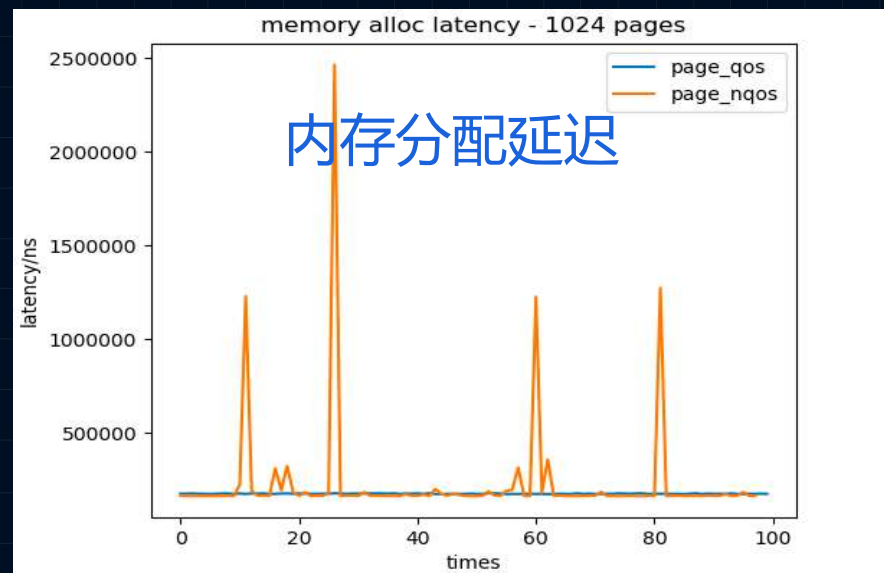 memory alloc latency - 1024 pages
2500000
2000000
1500000
1000000
500000
latency/ns
page_qos
page_nqos
内存分配延迟
0 20 40 60 80 100
times